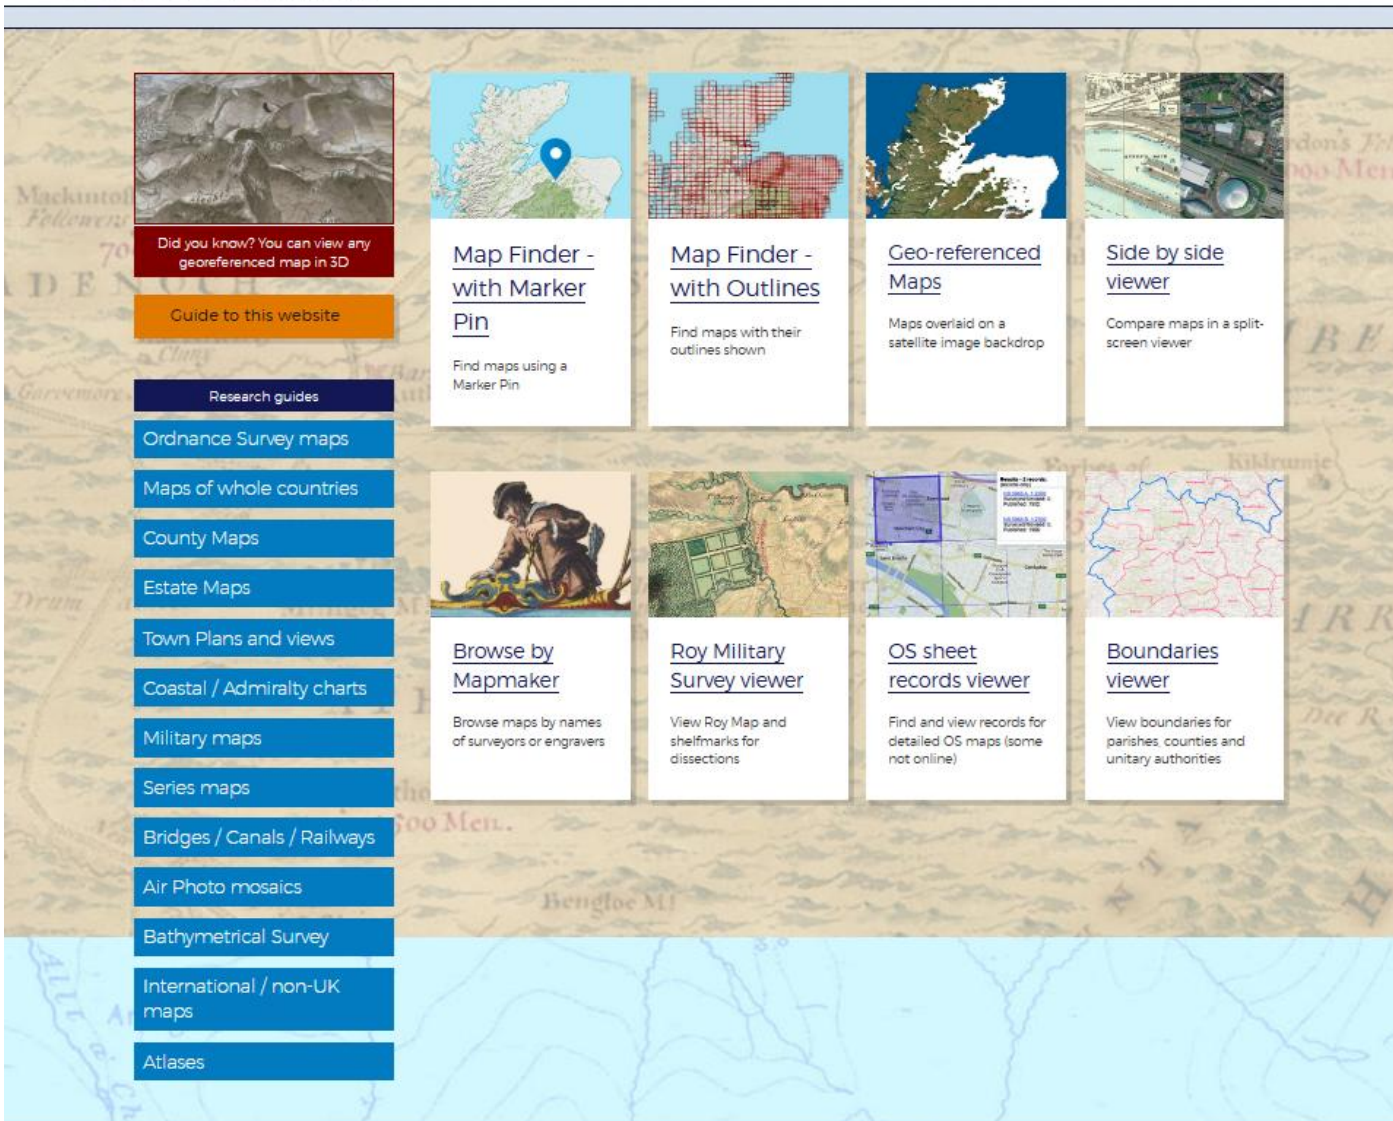 Did you know? You can view any
georeferenced map in 3D
Guide to this website
Research guides
Ordnance Survey maps
Maps of whole countries
County Maps
Estate Maps
Town Plans and views
Coastal / Admiralty charts
Military maps
Series maps
Bridges / Canals / Railways
Air Photo mosaics
Bathymetrical Survey
International / non-UK
maps
Atlases
Map Finder -
with Marker
Pin
Find maps using a
Marker Pin
Map Finder -
with Outlines
Find maps with their
outlines shown
Geo-referenced
Maps
Maps overlaid on a
satellite image backdrop
Side by side
viewer
Compare maps in a split-
screen viewer
Browse by
Mapmaker
Browse maps by names
of surveyors or engravers
Roy Military
Survey viewer
View Roy Map and
shelfmarks for
dissections
OS sheet
records viewer
Find and view records for
detailed OS maps (some
not online)
Boundaries
viewer
View boundaries for
parishes, counties and
unitary authorities
500 Men.
Bengloe M!